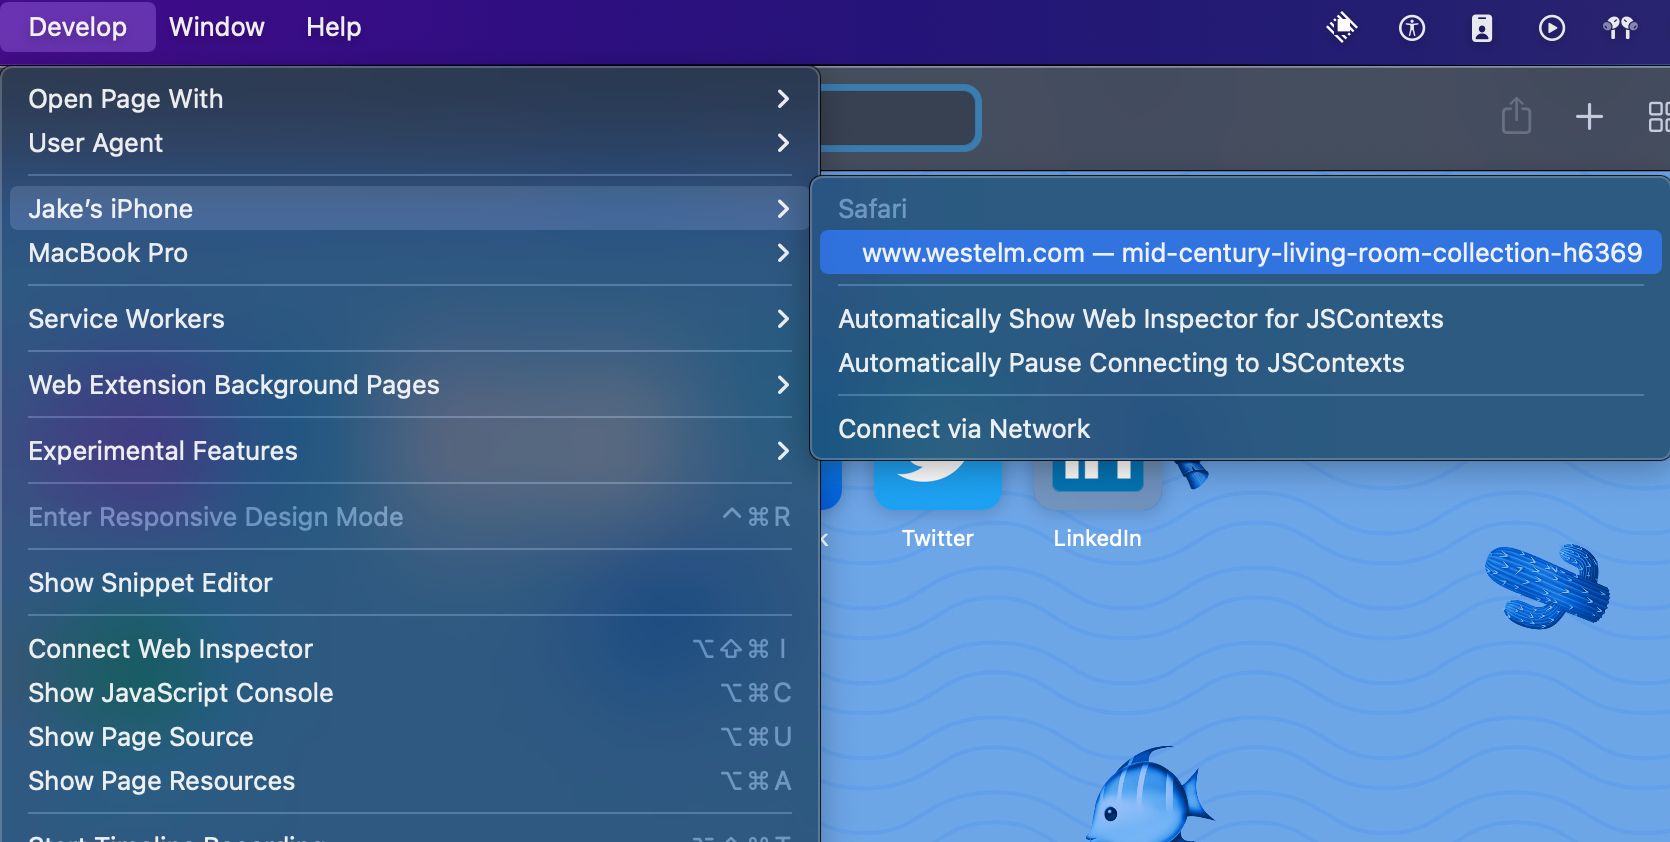 Develop Window Help
Open Page With
User Agent
Jake's iPhone
MacBook Pro
Service Workers
Web Extension Background Pages
Experimental Features
Enter Responsive Design Mode ^⌘R
Show Snippet Editor
Connect Web Inspector ⌥⇧⌘I
Show JavaScript Console ⌥⌘C
Show Page Source ⌥⌘U
Show Page Resources ⌥⌘A
Start Timeline Recording ⌥⇧⌘T
Safari
www.westelm.com — mid-century-living-room-collection-h6369
Automatically Show Web Inspector for JSContexts
Automatically Pause Connecting to JSContexts
Connect via Network
k
Twitter
LinkedIn